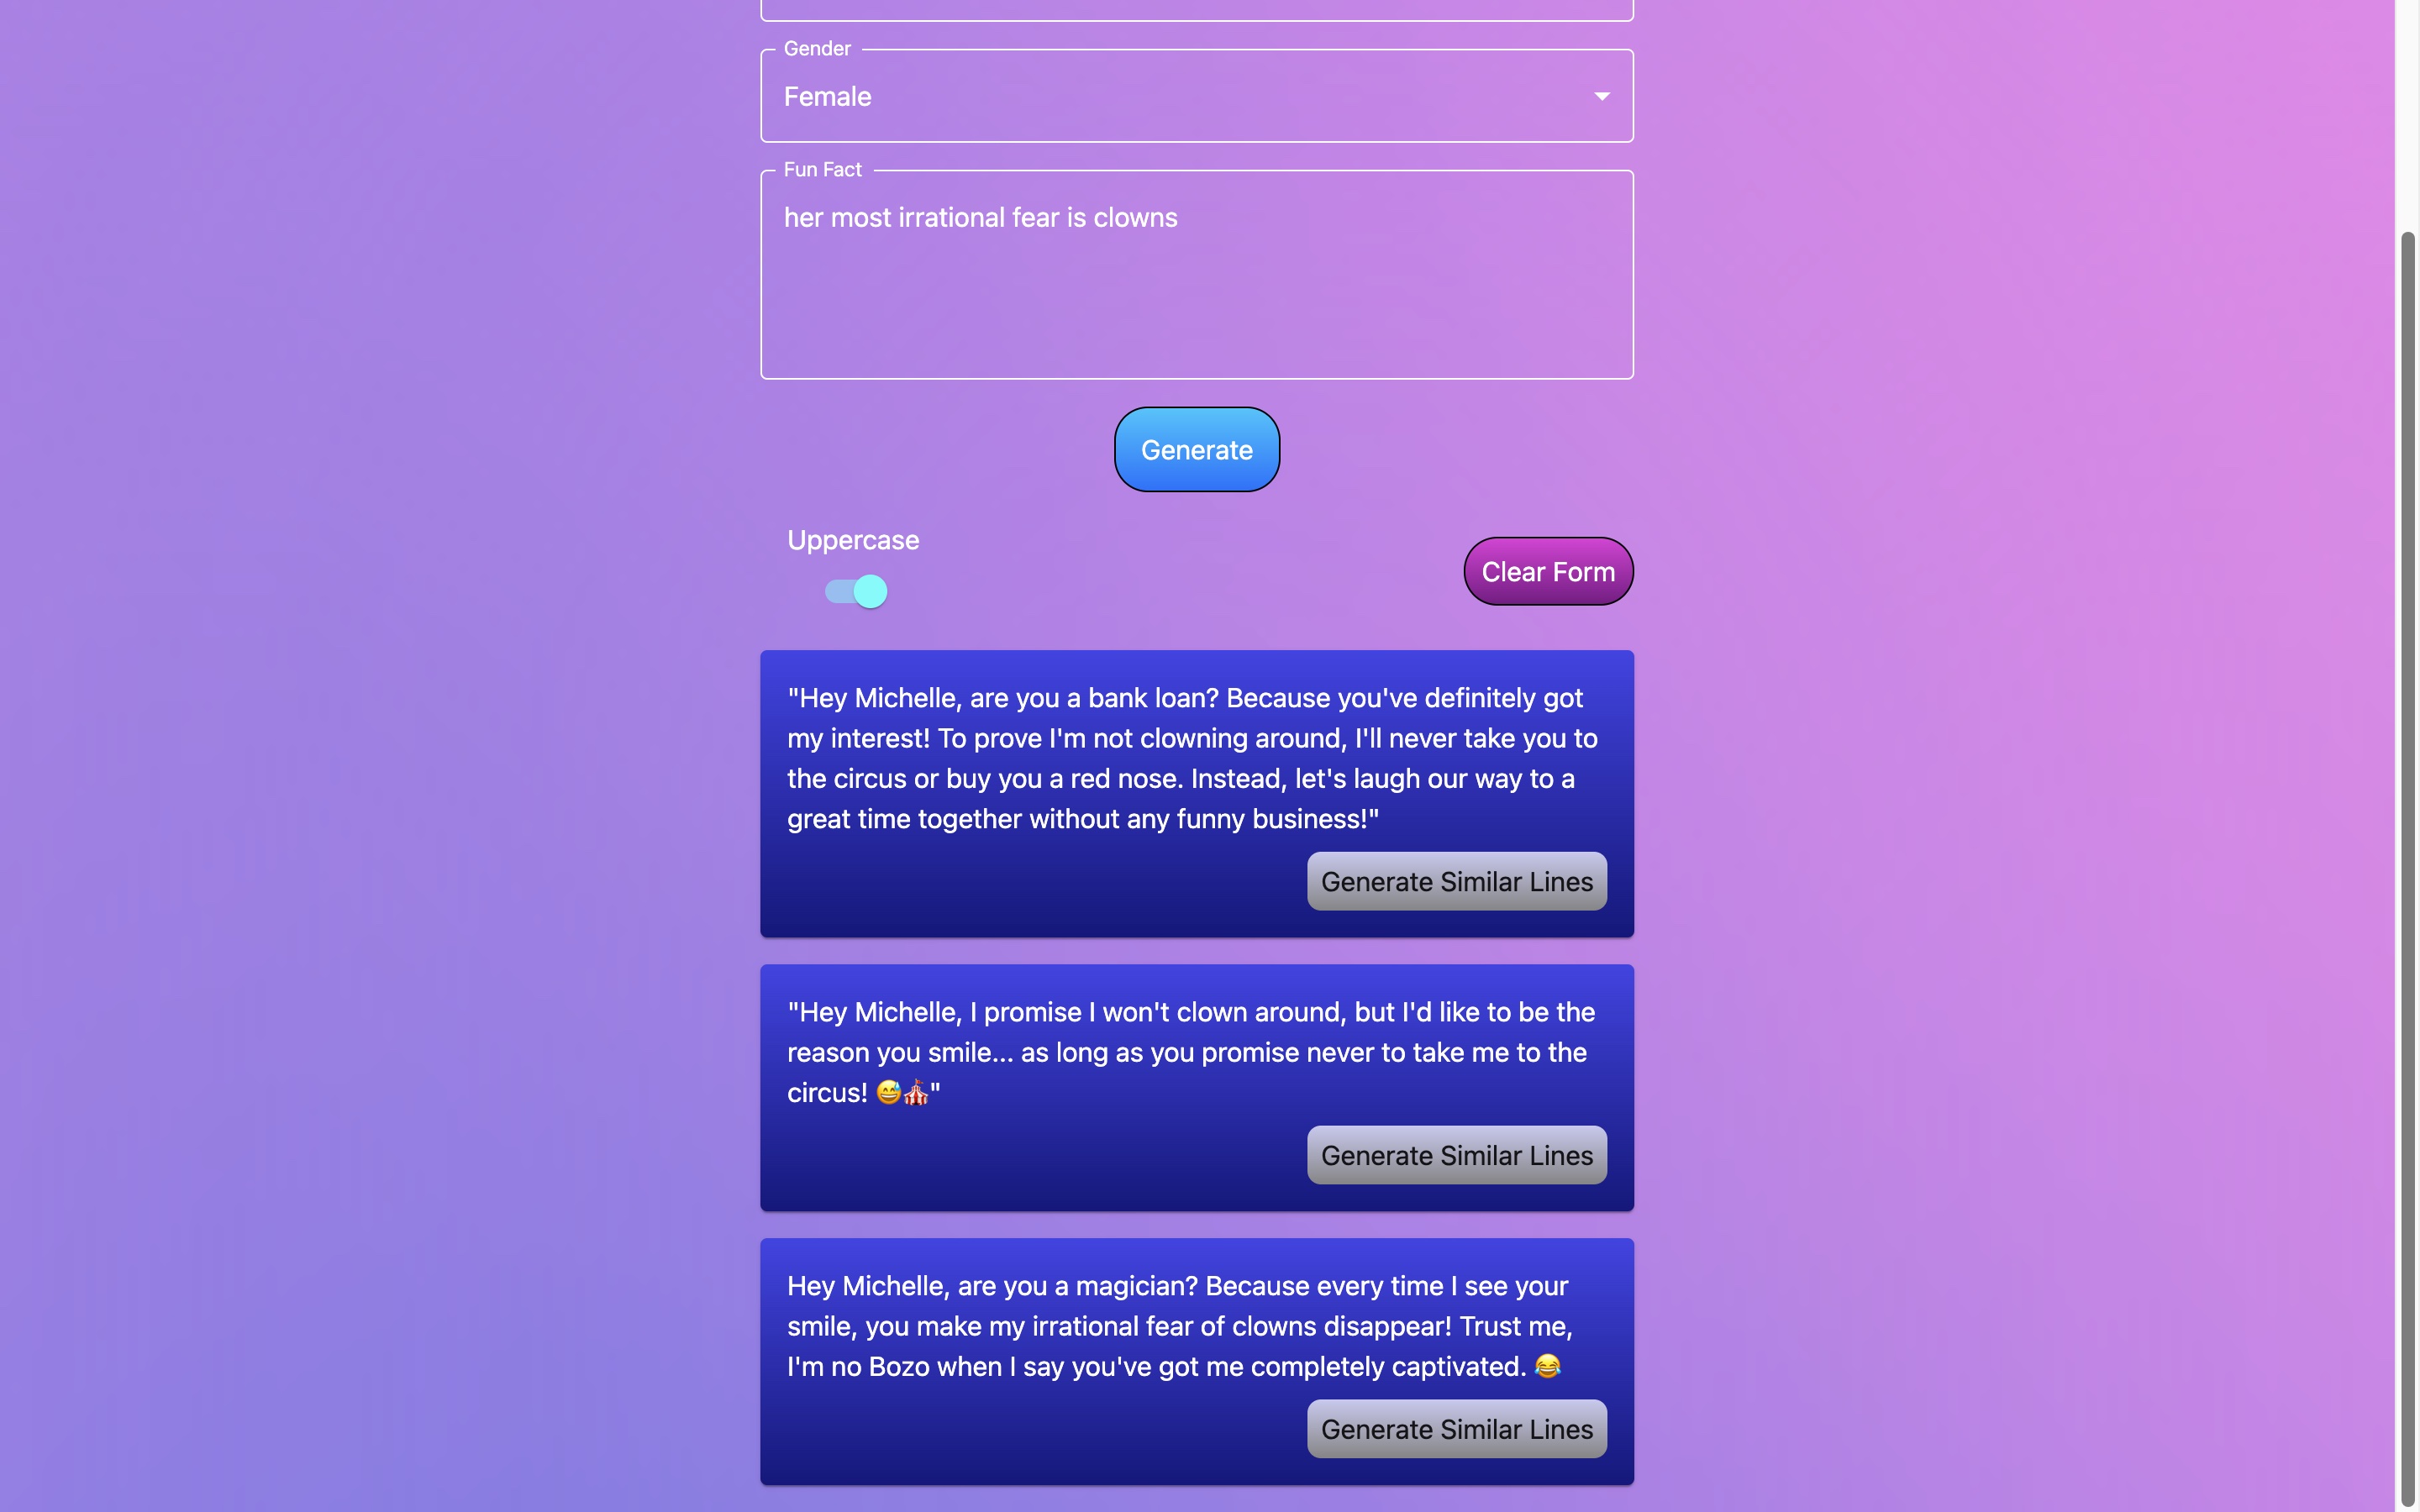 Gender
Female
Fun Fact
her most irrational fear is clowns
Generate
Uppercase
Clear Form
"Hey Michelle, are you a bank loan? Because you've definitely got
my interest! To prove I'm not clowning around, I'll never take you to
the circus or buy you a red nose. Instead, let's laugh our way to a
great time together without any funny business!"
Generate Similar Lines
"Hey Michelle, I promise I won't clown around, but I'd like to be the
reason you smile... as long as you promise never to take me to the
circus! 😅🎪"
Generate Similar Lines
Hey Michelle, are you a magician? Because every time I see your
smile, you make my irrational fear of clowns disappear! Trust me,
I'm no Bozo when I say you've got me completely captivated. 😂
Generate Similar Lines